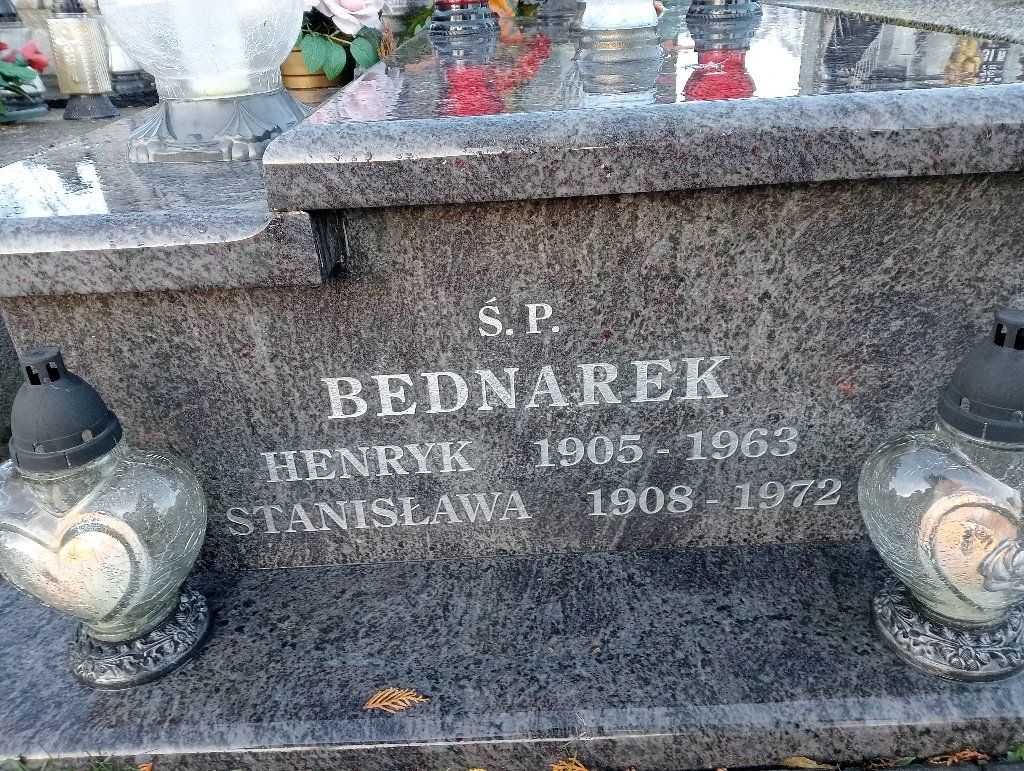 Ś. P.
BEDNAREK
HENRYK 1905 - 1963
STANISŁAWA 1908 - 1972